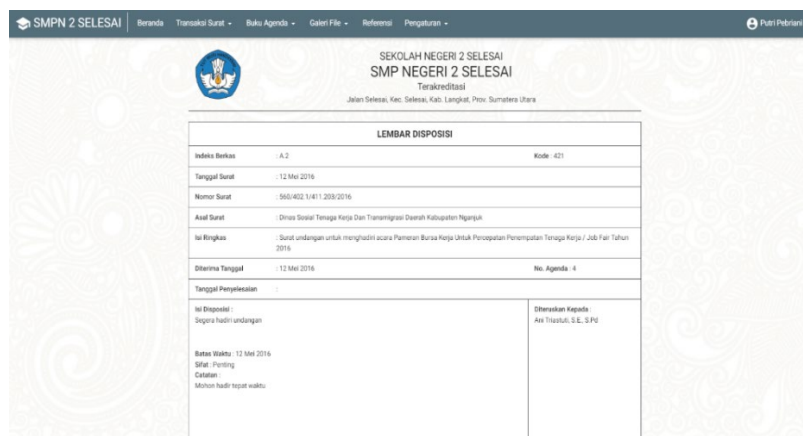 SMPN 2 SELESAI Beranda Transaksi Surat Buku Agenda Galeri File Referensi Pengaturan Putri Pebriani
SEKOLAH NEGERI 2 SELESAI
SMP NEGERI 2 SELESAI
Terakreditasi
Jalan Selesai, Kec. Selesai, Kab. Langkat, Prov. Sumatera Utara
LEMBAR DISPOSISI
Indeks Berkas : A.2 Kode : 421
Tanggal Surat : 12 Mei 2016
Nomor Surat : 560/402.1/411.203/2016
Asal Surat : Dinas Sosial Tenaga Kerja Dan Transmigrasi Daerah Kabupaten Nganjuk
Isi Ringkas : Surat undangan untuk menghadiri acara Pameran Bursa Kerja Untuk Percepatan Penempatan Tenaga Kerja / Job Fair Tahun
2016
Diterima Tanggal : 12 Mei 2016 No. Agenda : 4
Tanggal Penyelesaian :
Isi Disposisi : Diteruskan Kepada :
Segera hadiri undangan Ani Triastuti, S.E., S.Pd
Batas Waktu : 12 Mei 2016
Sifat : Penting
Catatan :
Mohon hadir tepat waktu